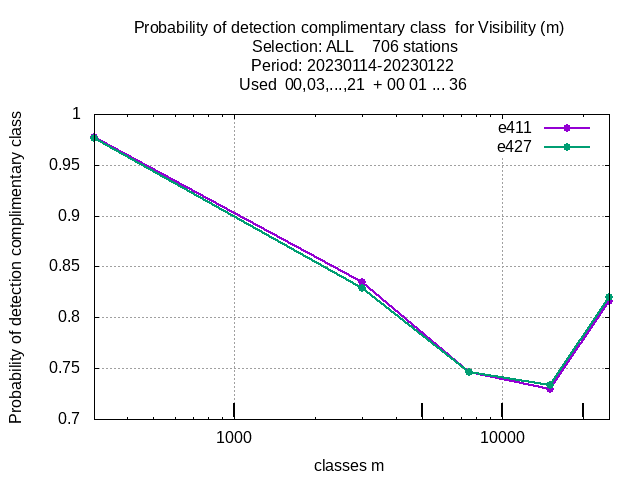 Probability of detection complimentary class  for Visibility (m)
Selection: ALL    706 stations
Period: 20230114-20230122
Used  00,03,...,21  + 00 01 ... 36
Probability of detection complimentary class
1
0.95
0.9
0.85
0.8
0.75
0.7
e411
e427
1000
10000
classes m